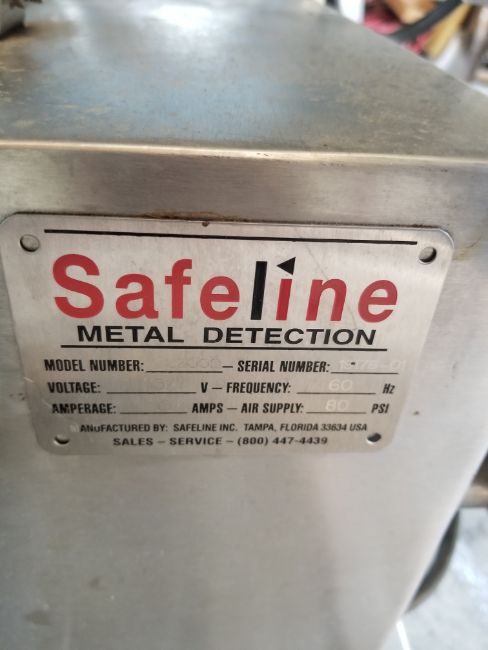 Safeline
METAL DETECTION
MODEL NUMBER: — SERIAL NUMBER:
VOLTAGE: V — FREQUENCY: 60 Hz
AMPERAGE: AMPS — AIR SUPPLY: 80 PSI
MANUFACTURED BY: SAFELINE INC. TAMPA, FLORIDA 33634 USA
SALES — SERVICE — (800) 447-4439